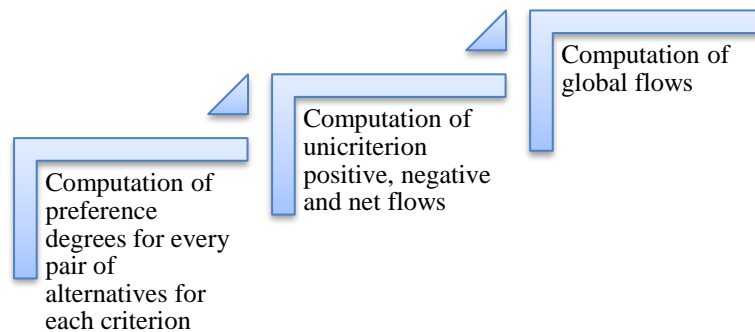 Computation of
preference
degrees for every
pair of
alternatives for
each criterion
Computation of
unicriterion
positive, negative
and net flows
Computation of
global flows